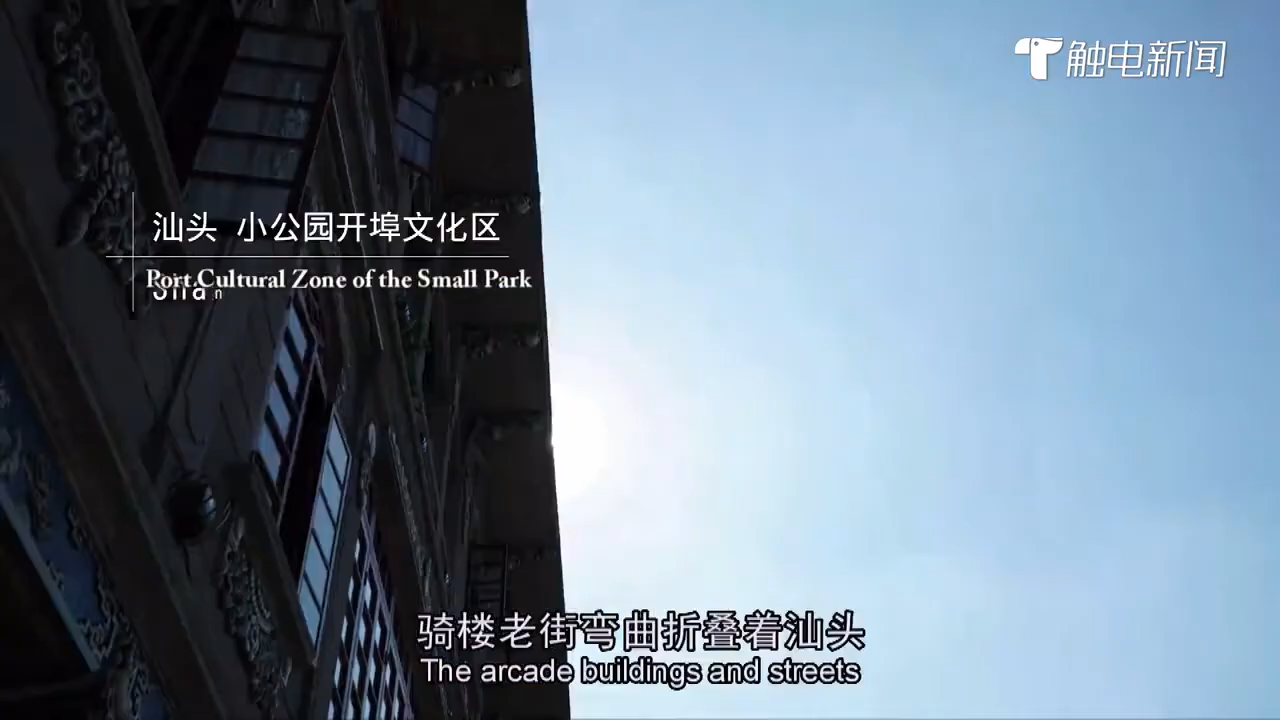 触电新闻
汕头 小公园开埠文化区
Port Cultural Zone of the Small Park
骑楼老街弯曲折叠着汕头
The arcade buildings and streets